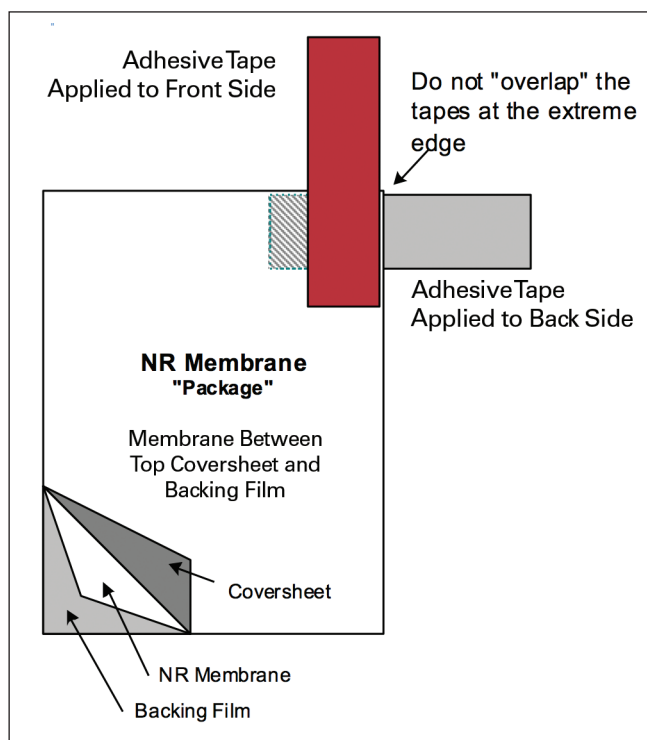 Adhesive Tape
Applied to Front Side
Do not "overlap" the
tapes at the extreme
edge
Adhesive Tape
Applied to Back Side
NR Membrane
"Package"
Membrane Between
Top Coversheet and
Backing Film
Coversheet
NR Membrane
Backing Film